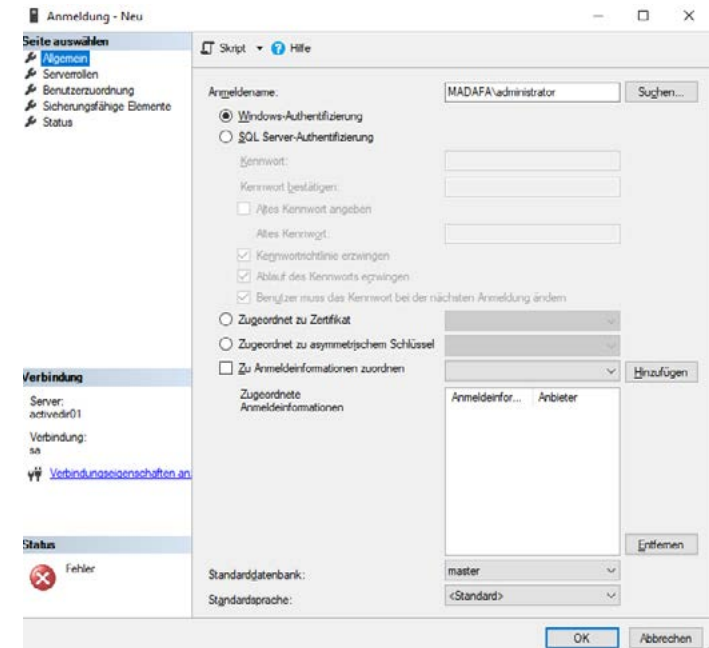 Anmeldung - Neu
Seite auswählen
Allgemein
Serverrollen
Benutzerzuordnung
Sicherungsfähige Elemente
Status
Skript
Hilfe
Anmeldename:
MADAFA\administrator
Suchen...
Windows-Authentifizierung
SQL Server-Authentifizierung
Kennwort:
Kennwort bestätigen:
Altes Kennwort angeben
Altes Kennwort:
Kennwortrichtlinie erzwingen
Ablauf des Kennworts erzwingen
Benutzer muss das Kennwort bei der nächsten Anmeldung ändern
Zugeordnet zu Zertifikat
Zugeordnet zu asymmetrischem Schlüssel
Zu Anmeldeinformationen zuordnen
Hinzufügen
Zugeordnete
Anmeldeinformationen
Anmeldeinfor... Anbieter
Entfernen
Standarddatenbank:
master
Standardsprache:
<Standard>
Verbindung
Server:
activedir01
Verbindung:
sa
Verbindungseigenschaften an
Status
Fehler
OK
Abbrechen